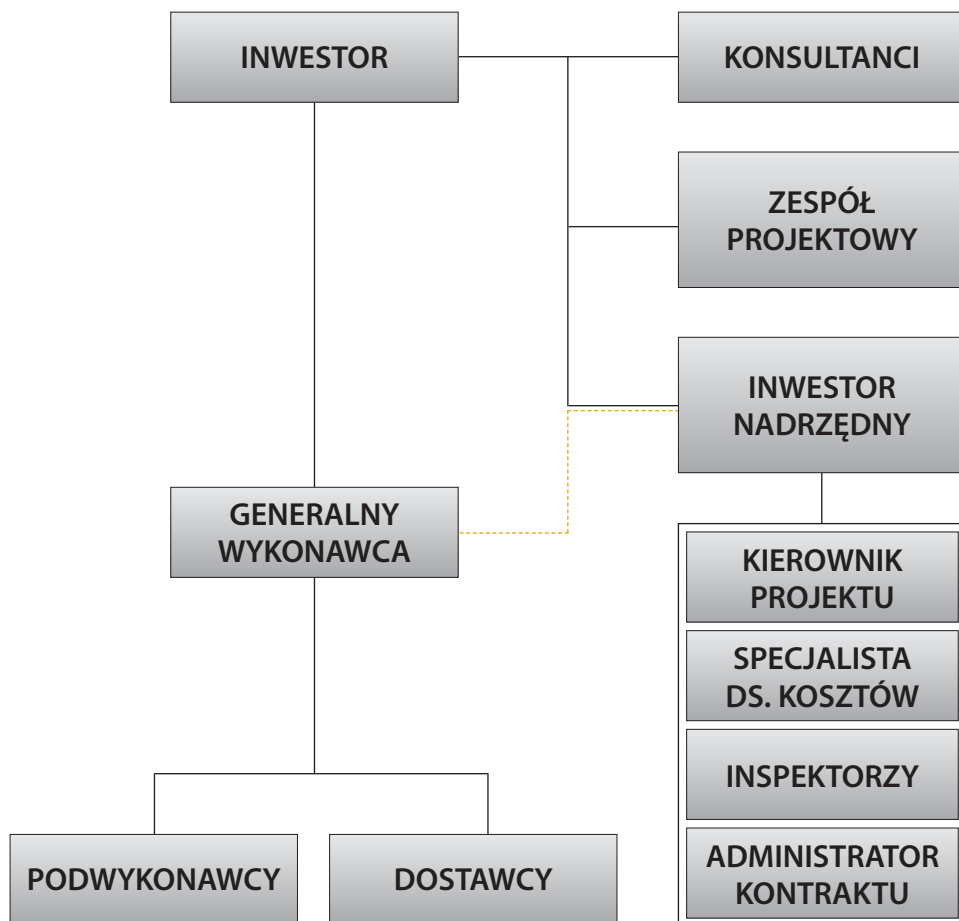 INWESTOR
KONSULTANCI
ZESPÓŁ
PROJEKTOWY
INWESTOR
NADRZĘDNY
GENERALNY
WYKONAWCA
KIEROWNIK
PROJEKTU
SPECJALISTA
DS. KOSZTÓW
INSPEKTORZY
ADMINISTRATOR
KONTRAKTU
PODWYKONAWCY
DOSTAWCY